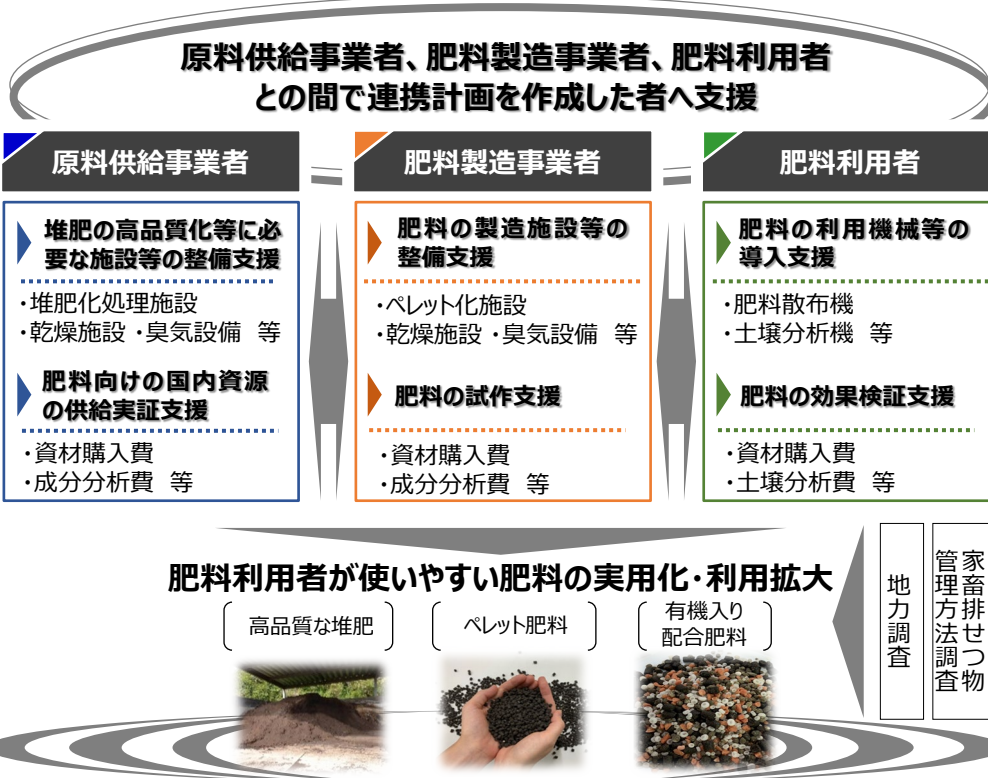 原料供給事業者、肥料製造事業者、肥料利用者
との間で連携計画を作成した者へ支援
原料供給事業者
堆肥の高品質化等に必
要な施設等の整備支援
・堆肥化処理施設
・乾燥施設・臭気設備　等
肥料向けの国内資源
の供給実証支援
・資材購入費
・成分分析費　等
肥料製造事業者
肥料の製造施設等の
整備支援
・ペレット化施設
・乾燥施設・臭気設備　等
肥料の試作支援
・資材購入費
・成分分析費　等
肥料利用者
肥料の利用機械等の
導入支援
・肥料散布機
・土壌分析機　等
肥料の効果検証支援
・資材購入費
・土壌分析費　等
肥料利用者が使いやすい肥料の実用化・利用拡大
高品質な堆肥
ペレット肥料
有機入り
配合肥料
地力調査
家畜排せつ物
管理方法調査